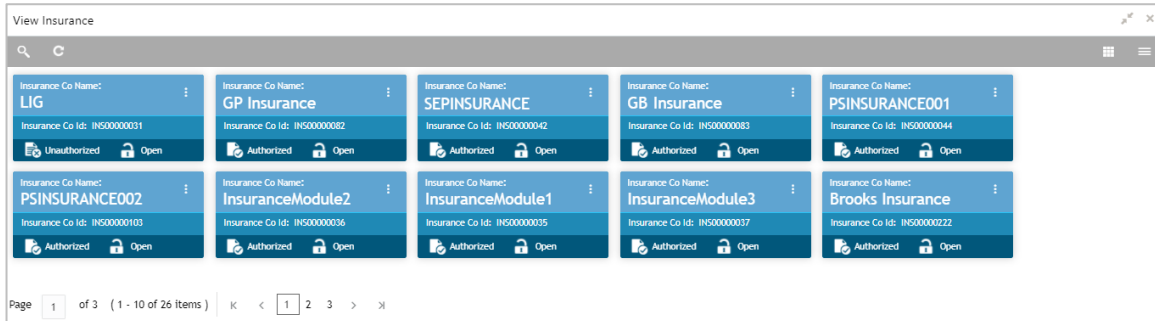 View Insurance
Insurance Co Name: Insurance Co Name: Insurance Co Name: Insurance Co Name: Insurance Co Name:
LIG GP Insurance SEPINSURANCE GB Insurance PSINSURANCE001
Insurance Co Id: INS00000031 Insurance Co Id: INS00000082 Insurance Co Id: INS00000042 Insurance Co Id: INS00000083 Insurance Co Id: INS00000044
Unauthorized Open Authorized Open Authorized Open Authorized Open Authorized Open
Insurance Co Name: Insurance Co Name: Insurance Co Name: Insurance Co Name: Insurance Co Name:
PSINSURANCE002 InsuranceModule2 InsuranceModule1 InsuranceModule3 Brooks Insurance
Insurance Co Id: INS00000103 Insurance Co Id: INS00000036 Insurance Co Id: INS00000035 Insurance Co Id: INS00000037 Insurance Co Id: INS000000222
Authorized Open Authorized Open Authorized Open Authorized Open Authorized Open
Page 1 of 3 ( 1 - 10 of 26 items ) 1 2 3